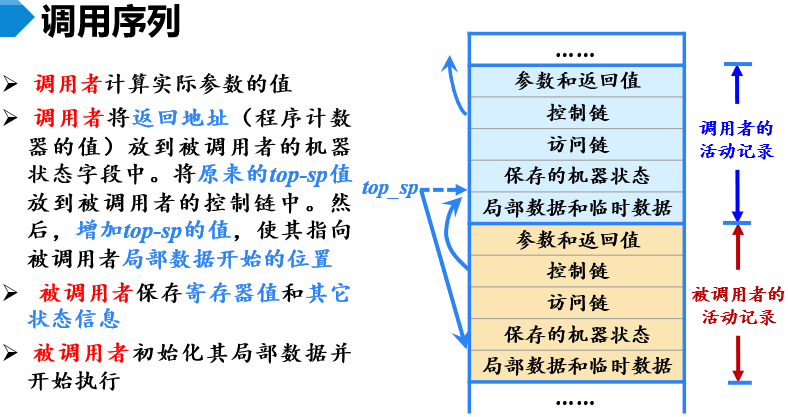 调用序列
➢ 调用者计算实际参数的值
➢ 调用者将返回地址（程序计数
器的值）放到被调用者的机器
状态字段中。将原来的top-sp值
放到被调用者的控制链中。然
后，增加top-sp的值，使其指向
被调用者局部数据开始的位置
➢ 被调用者保存寄存器值和其它
状态信息
➢ 被调用者初始化其局部数据并
开始执行
top_sp
……
参数和返回值
控制链
访问链
保存的机器状态
局部数据和临时数据
参数和返回值
控制链
访问链
保存的机器状态
局部数据和临时数据
……
调用者的
活动记录
被调用者的
活动记录